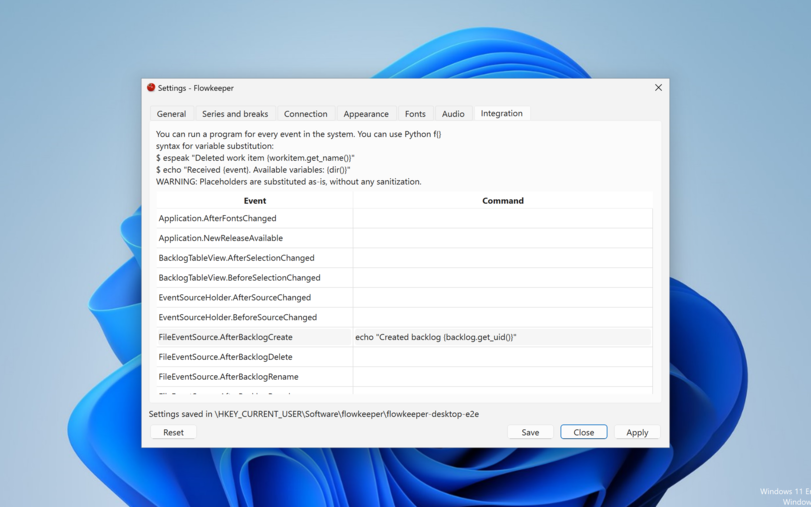 Settings - Flowkeeper
General Series and breaks Connection Appearance Fonts Audio Integration
You can run a program for every event in the system. You can use Python f{}
syntax for variable substitution:
$ espeak "Deleted work item {workitem.get_name()}"
$ echo "Received {event}. Available variables: {dir()}"
WARNING: Placeholders are substituted as-is, without any sanitization.
Event Command
Application.AfterFontsChanged
Application.NewReleaseAvailable
BacklogTableView.AfterSelectionChanged
BacklogTableView.BeforeSelectionChanged
EventSourceHolder.AfterSourceChanged
EventSourceHolder.BeforeSourceChanged
FileEventSource.AfterBacklogCreate echo "Created backlog {backlog.get_uid()}"
FileEventSource.AfterBacklogDelete
FileEventSource.AfterBacklogRename
Settings saved in \HKEY_CURRENT_USER\Software\flowkeeper\flowkeeper-desktop-e2e
Reset Save Close Apply
Windows 11 En
Window